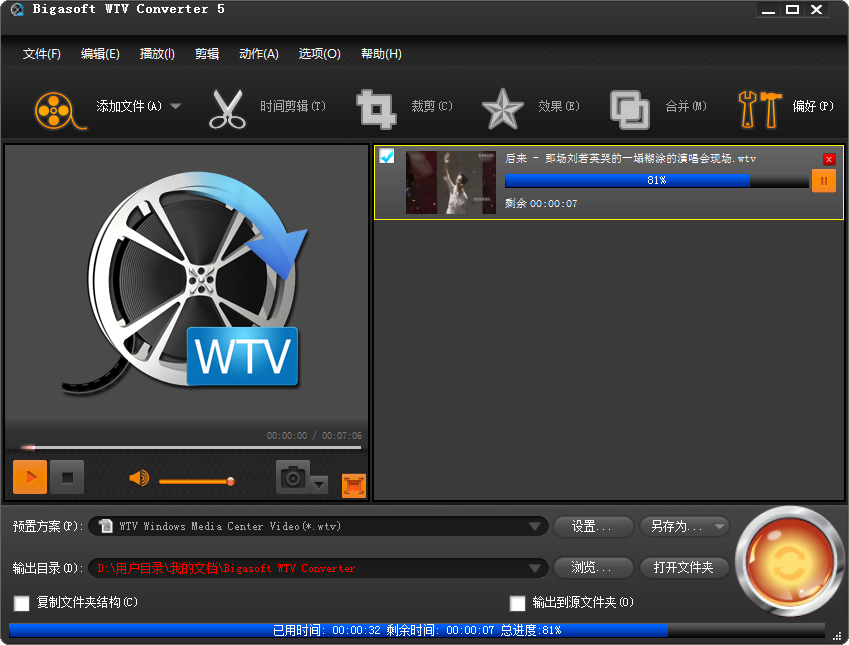 Bigasoft WTV Converter 5
文件(F) 编辑(E) 播放(I) 剪辑 动作(A) 选项(O) 帮助(H)
添加文件(A) 时间剪辑(T) 裁剪(C) 效果(E) 合并(M) 偏好(P)
后来 - 那场刘若英哭的一塌糊涂的演唱会现场.wtv
81%
剩余 00:00:07
WTV
00:00:00 / 00:07:06
预置方案(P): WTV Windows Media Center Video(*.wtv) 设置... 另存为...
输出目录(D): D:\用户目录\我的文档\Bigasoft WTV Converter 浏览... 打开文件夹
复制文件夹结构(C) 输出到源文件夹(O)
已用时间: 00:00:32 剩余时间: 00:00:07 总进度:81%